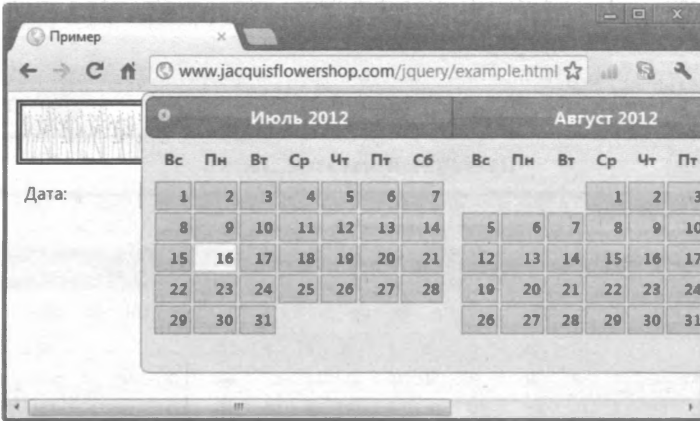 Пример
www.jacquisflowershop.com/jquery/example.html
Июль 2012 Август 2012
Вс Пн Вт Ср Чт Пт Сб Вс Пн Вт Ср Чт Пт
Дата:
1 2 3 4 5 6 7 1 2 3
8 9 10 11 12 13 14 5 6 7 8 9 10
15 16 17 18 19 20 21 12 13 14 15 16 17
22 23 24 25 26 27 28 19 20 21 22 23 24
29 30 31 26 27 28 29 30 31